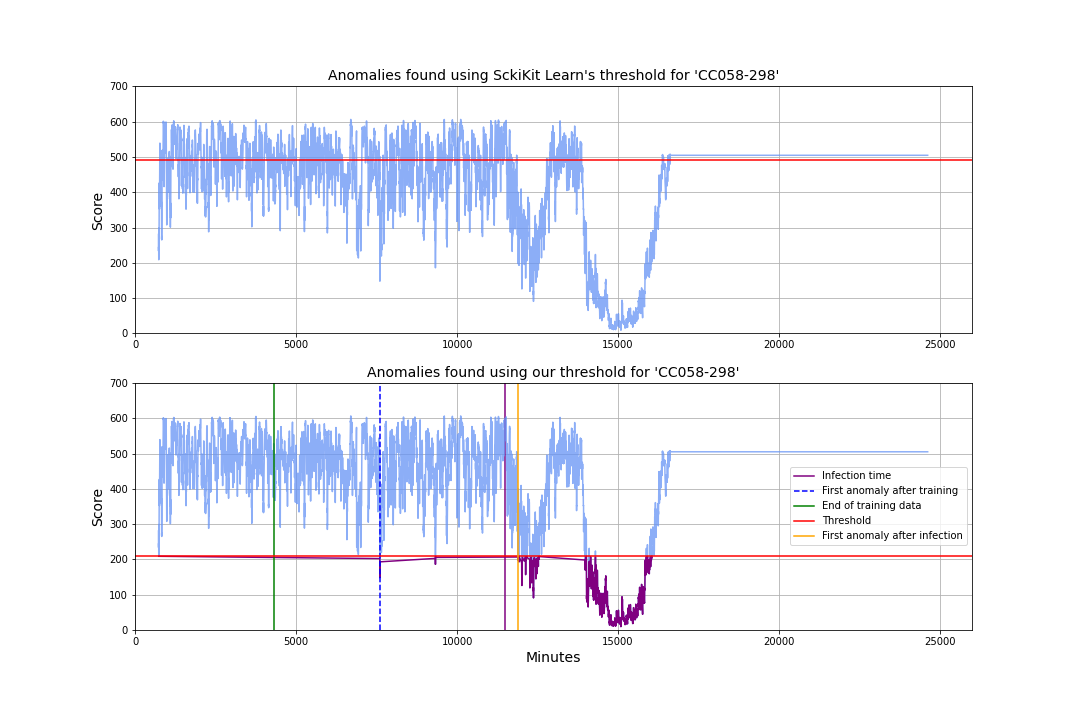 Anomalies found using SckiKit Learn's threshold for 'CC058-298'
700
600
500
400
300
200
100
0
Score
0 5000 10000 15000 20000 25000
Anomalies found using our threshold for 'CC058-298'
700
600
500
400
300
200
100
0
Score
Infection time
First anomaly after training
End of training data
Threshold
First anomaly after infection
0 5000 10000 15000 20000 25000
Minutes